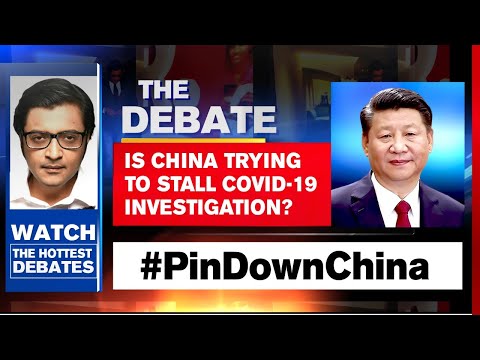 THE
DEBATE
IS CHINA TRYING
TO STALL COVID-19
INVESTIGATION?
WATCH
THE HOTTEST
DEBATES
#PinDownChina